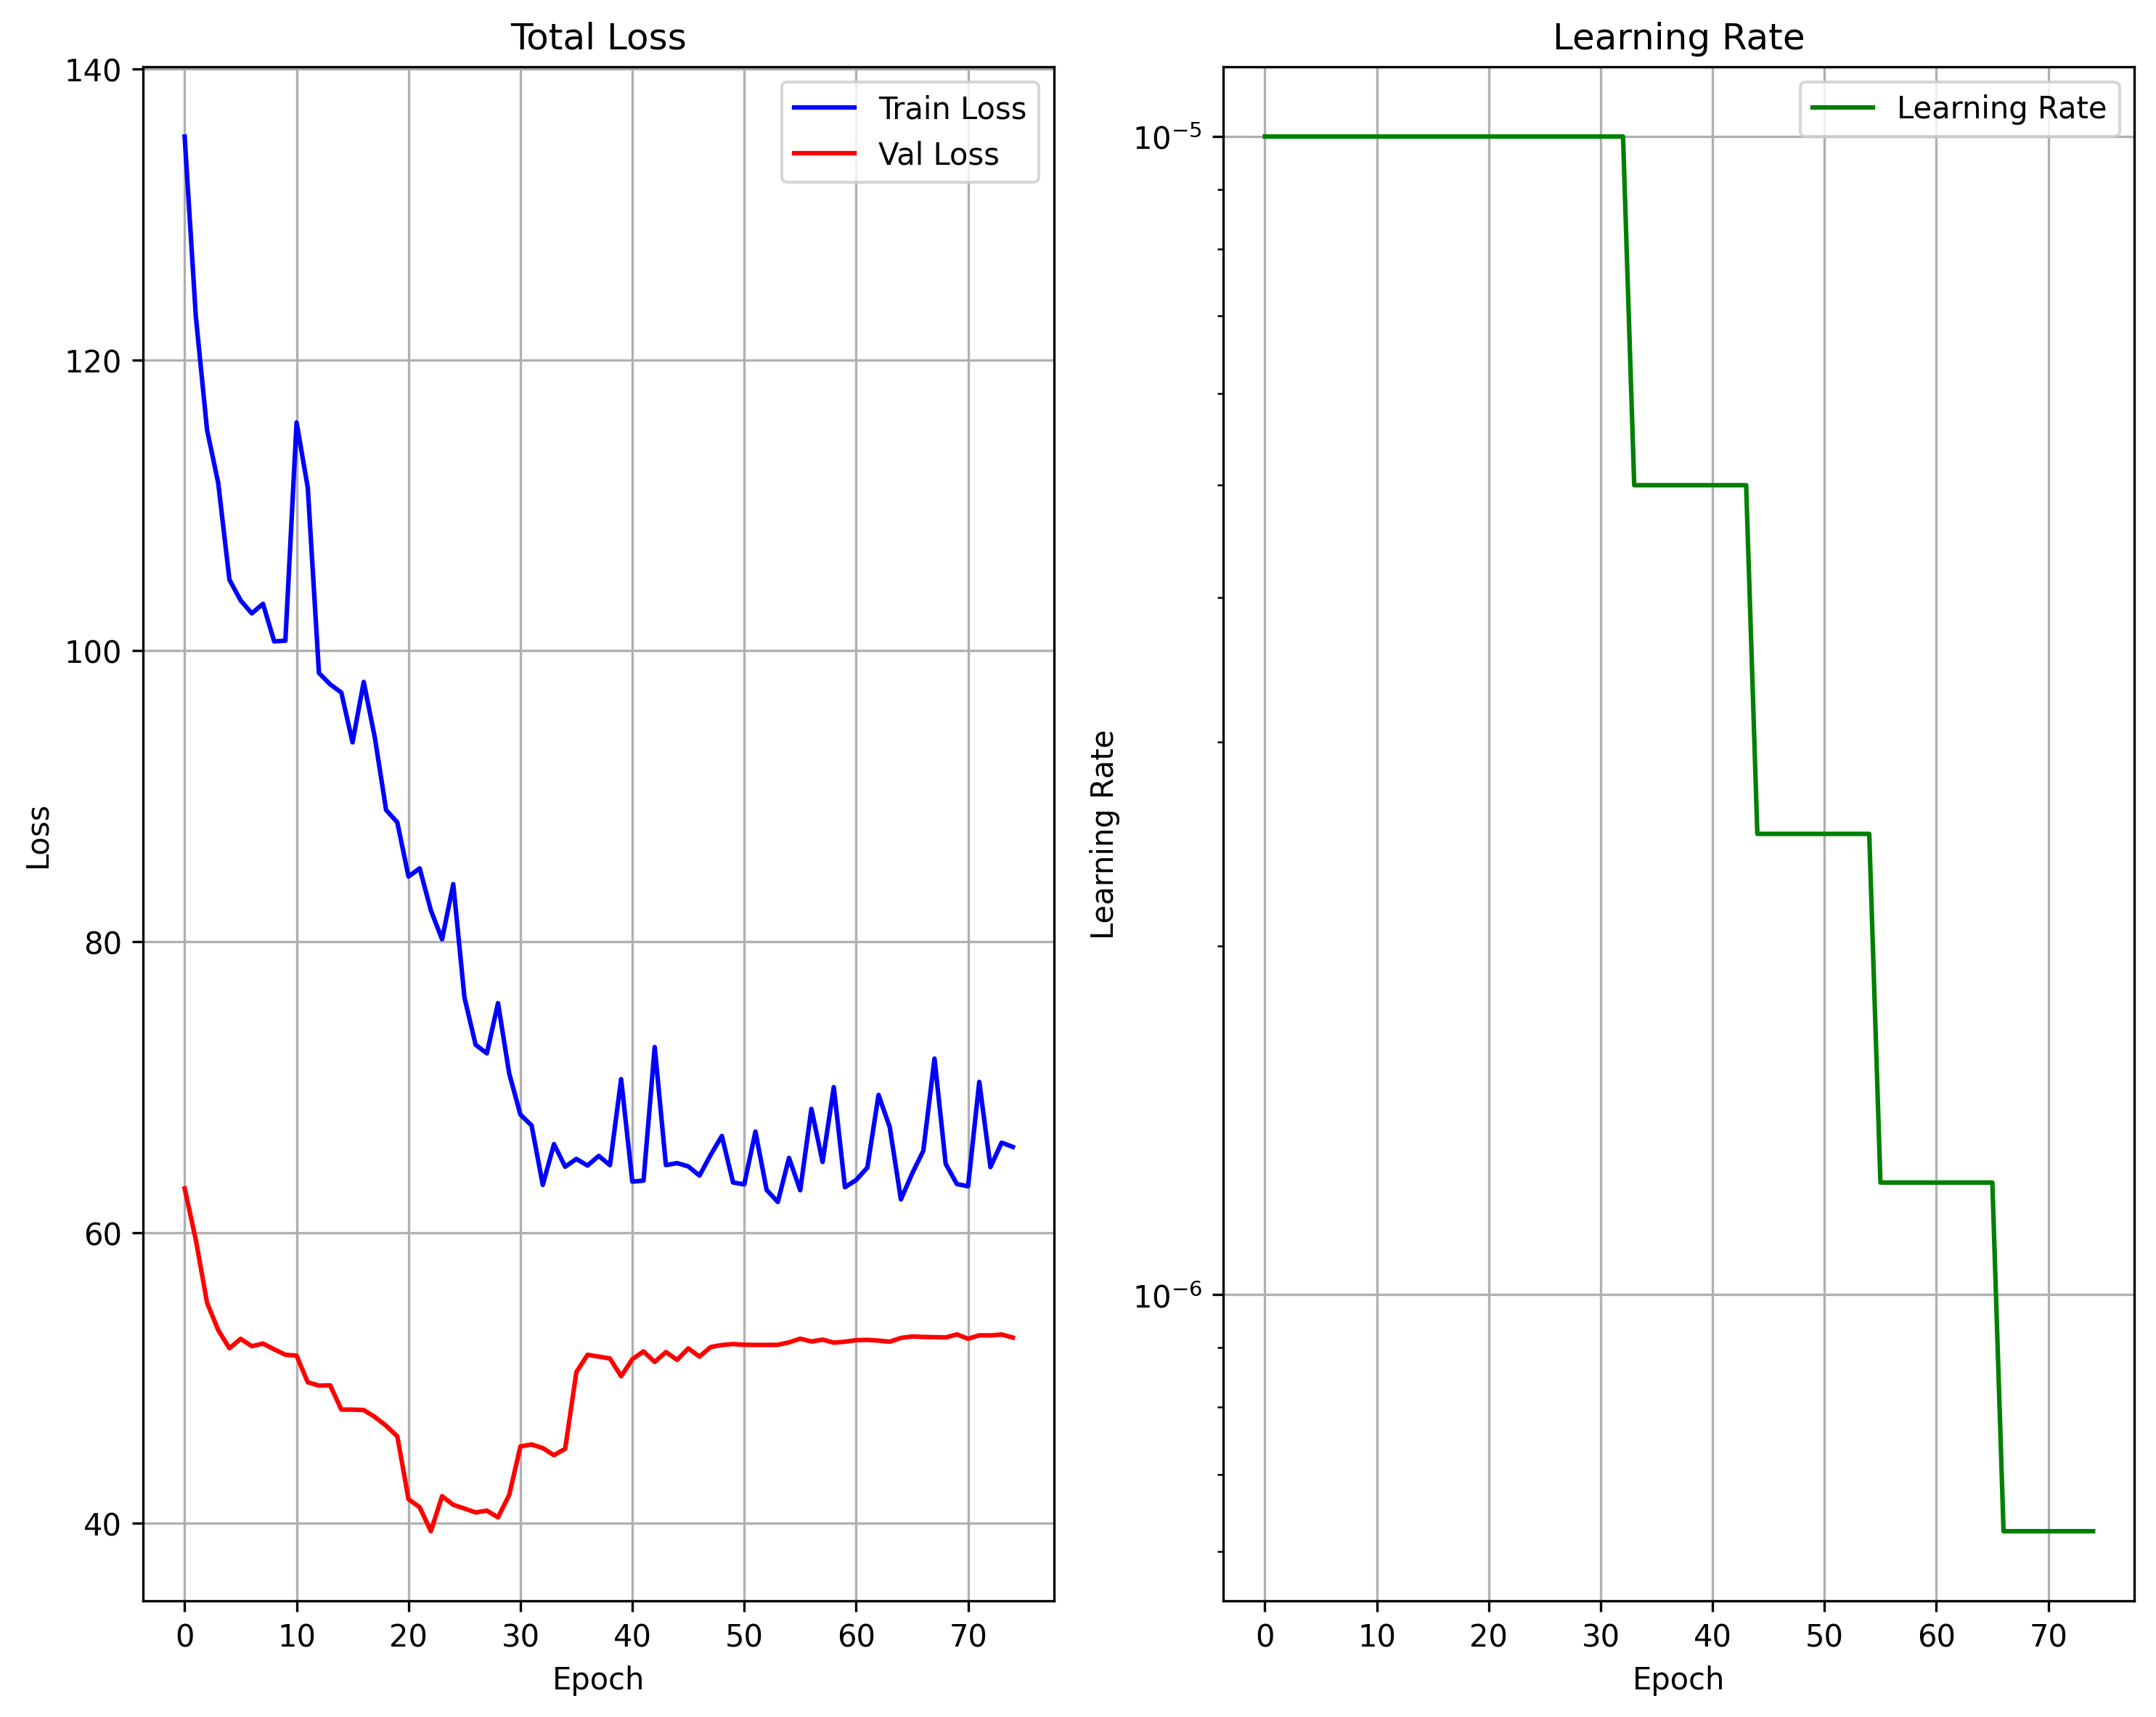 Total Loss
140
120
100
80
60
40
Loss
0 10 20 30 40 50 60 70
Epoch
Train Loss
Val Loss
Learning Rate
10⁻⁵
10⁻⁶
Learning Rate
0 10 20 30 40 50 60 70
Epoch
Learning Rate